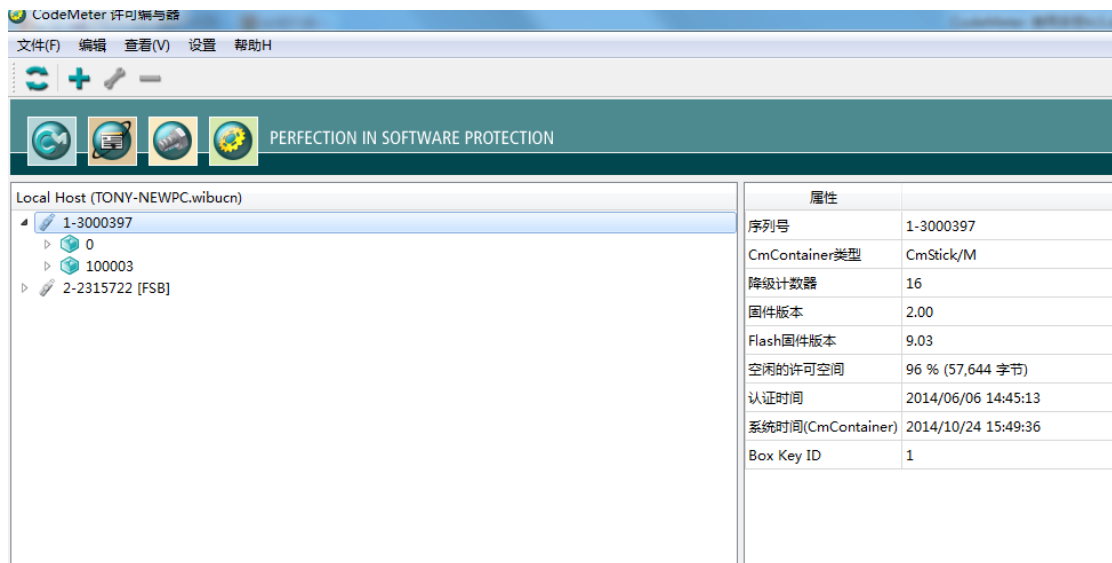 CodeMeter 许可编写器
文件(F) 编辑 查看(V) 设置 帮助H
PERFECTION IN SOFTWARE PROTECTION
Local Host (TONY-NEWPC.wibucn)
1-3000397
0
100003
2-2315722 [FSB]
属性
序列号 1-3000397
CmContainer类型 CmStick/M
降级计数器 16
固件版本 2.00
Flash固件版本 9.03
空闲的许可空间 96 % (57,644 字节)
认证时间 2014/06/06 14:45:13
系统时间(CmContainer) 2014/10/24 15:49:36
Box Key ID 1